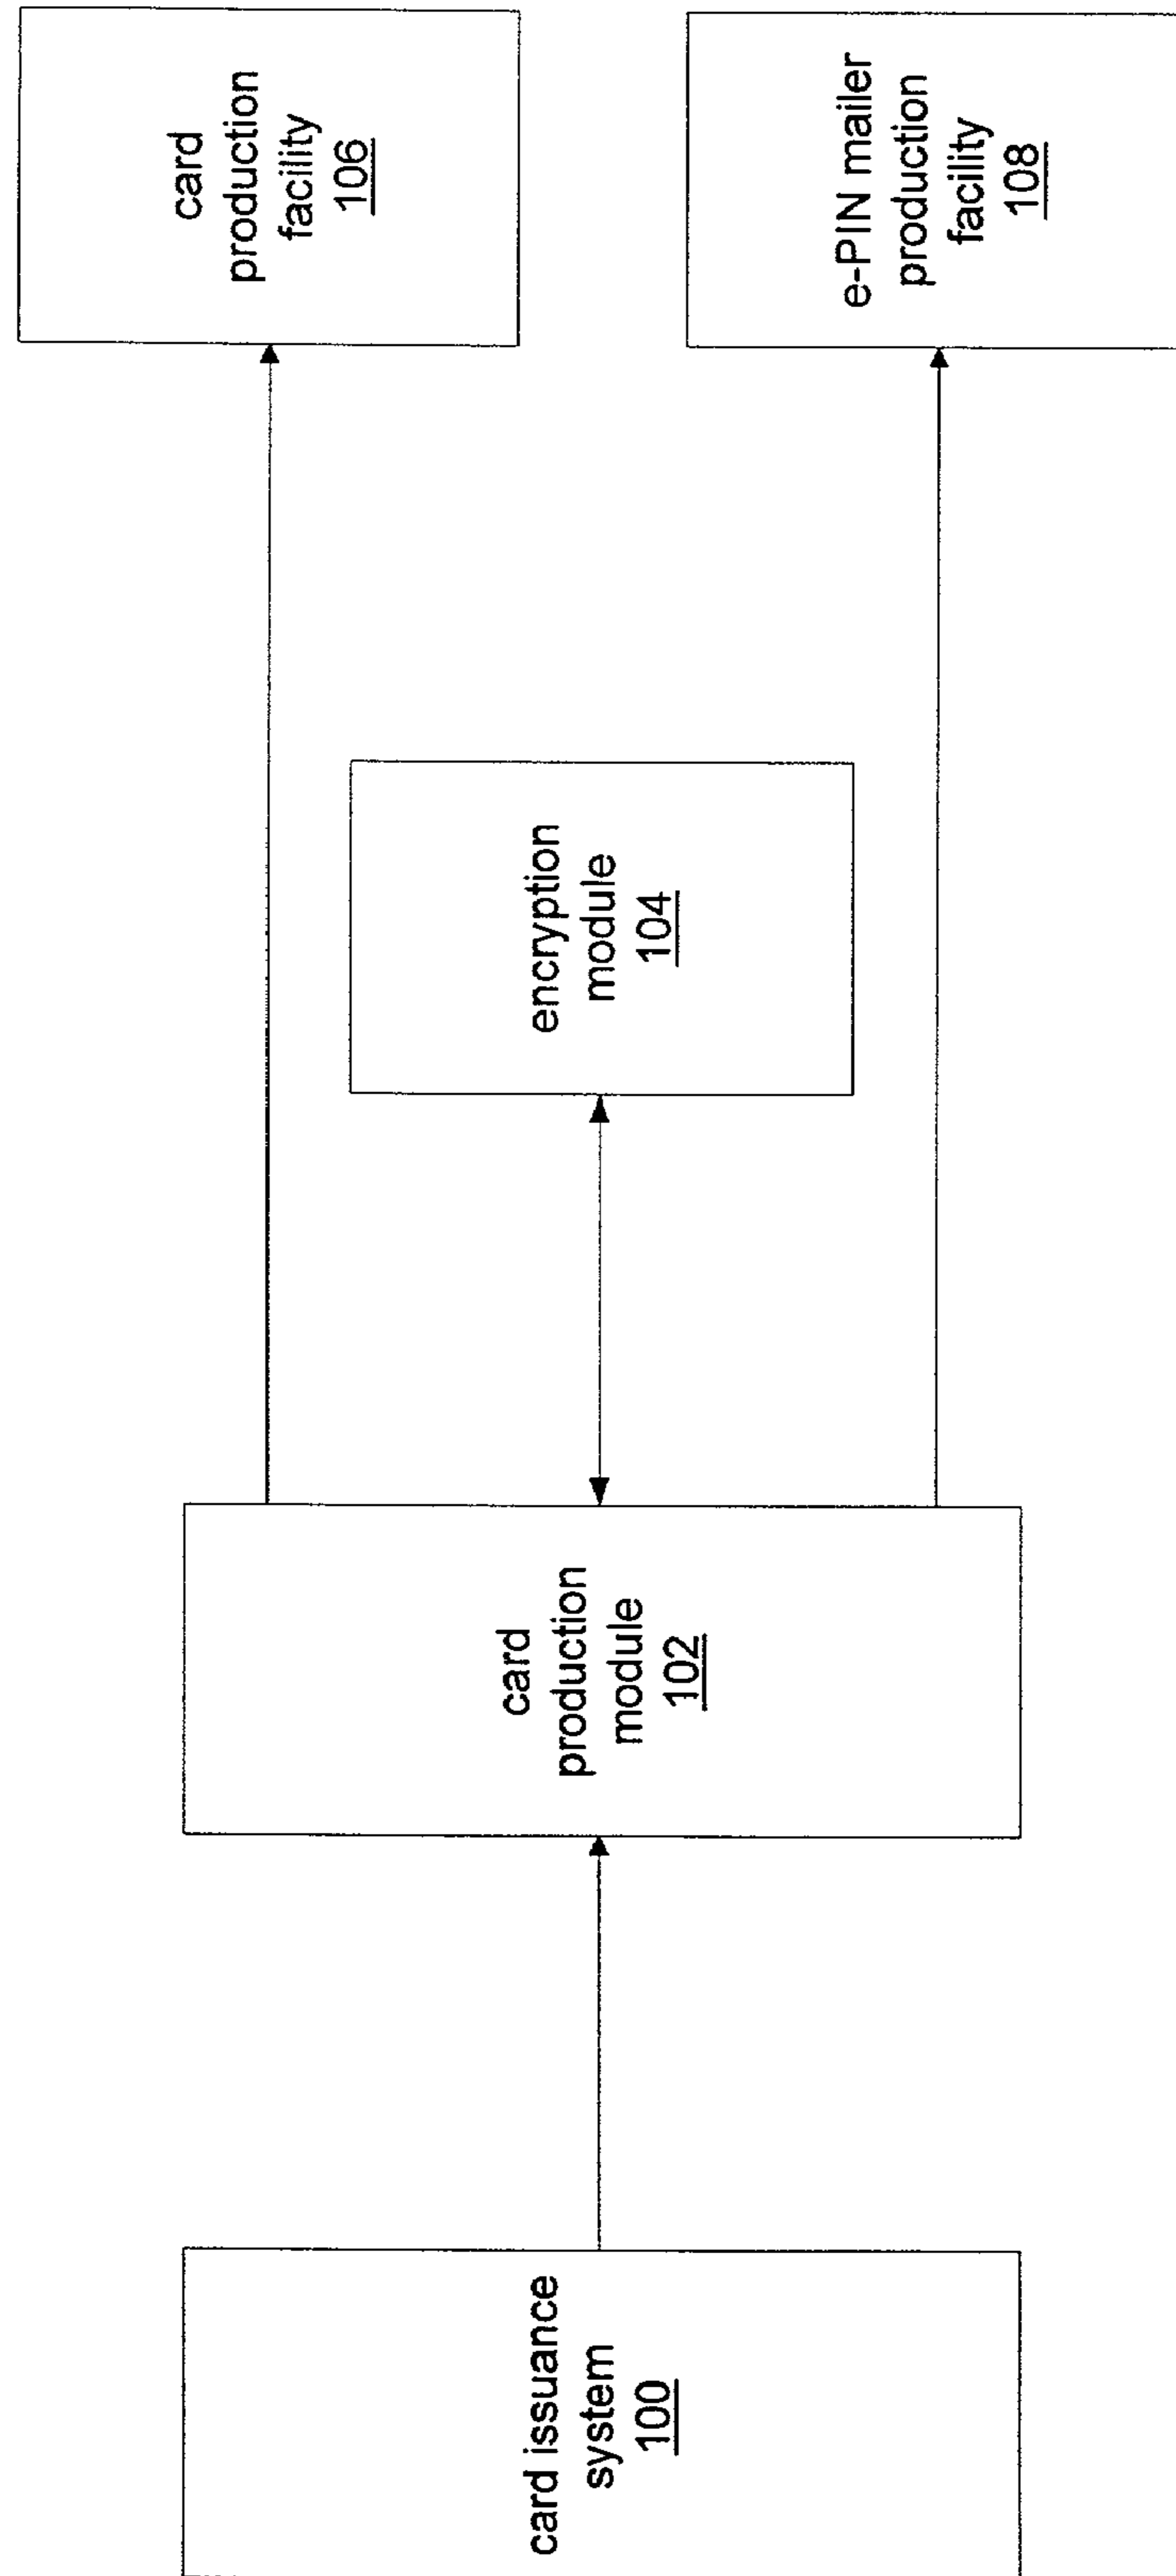 card issuance
system
100
card
production
module
102
encryption
module
104
card
production
facility
106
e-PIN mailer
production
facility
108